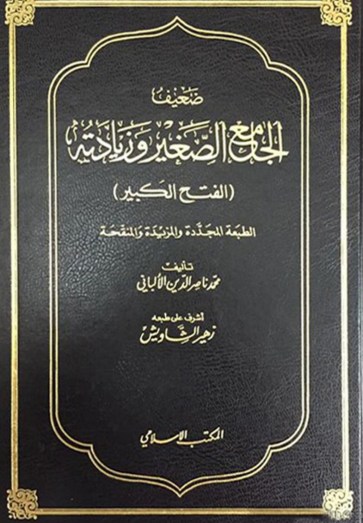 ضعيف
الجامع الصغير وزيادته
(الفتح الكبير)
الطبعة المجددة والمزيدة والمنقحة
تأليف
محمد ناصر الدين الألباني
أشرف على طبعه
زهير الشاويش
المكتب الإسلامي